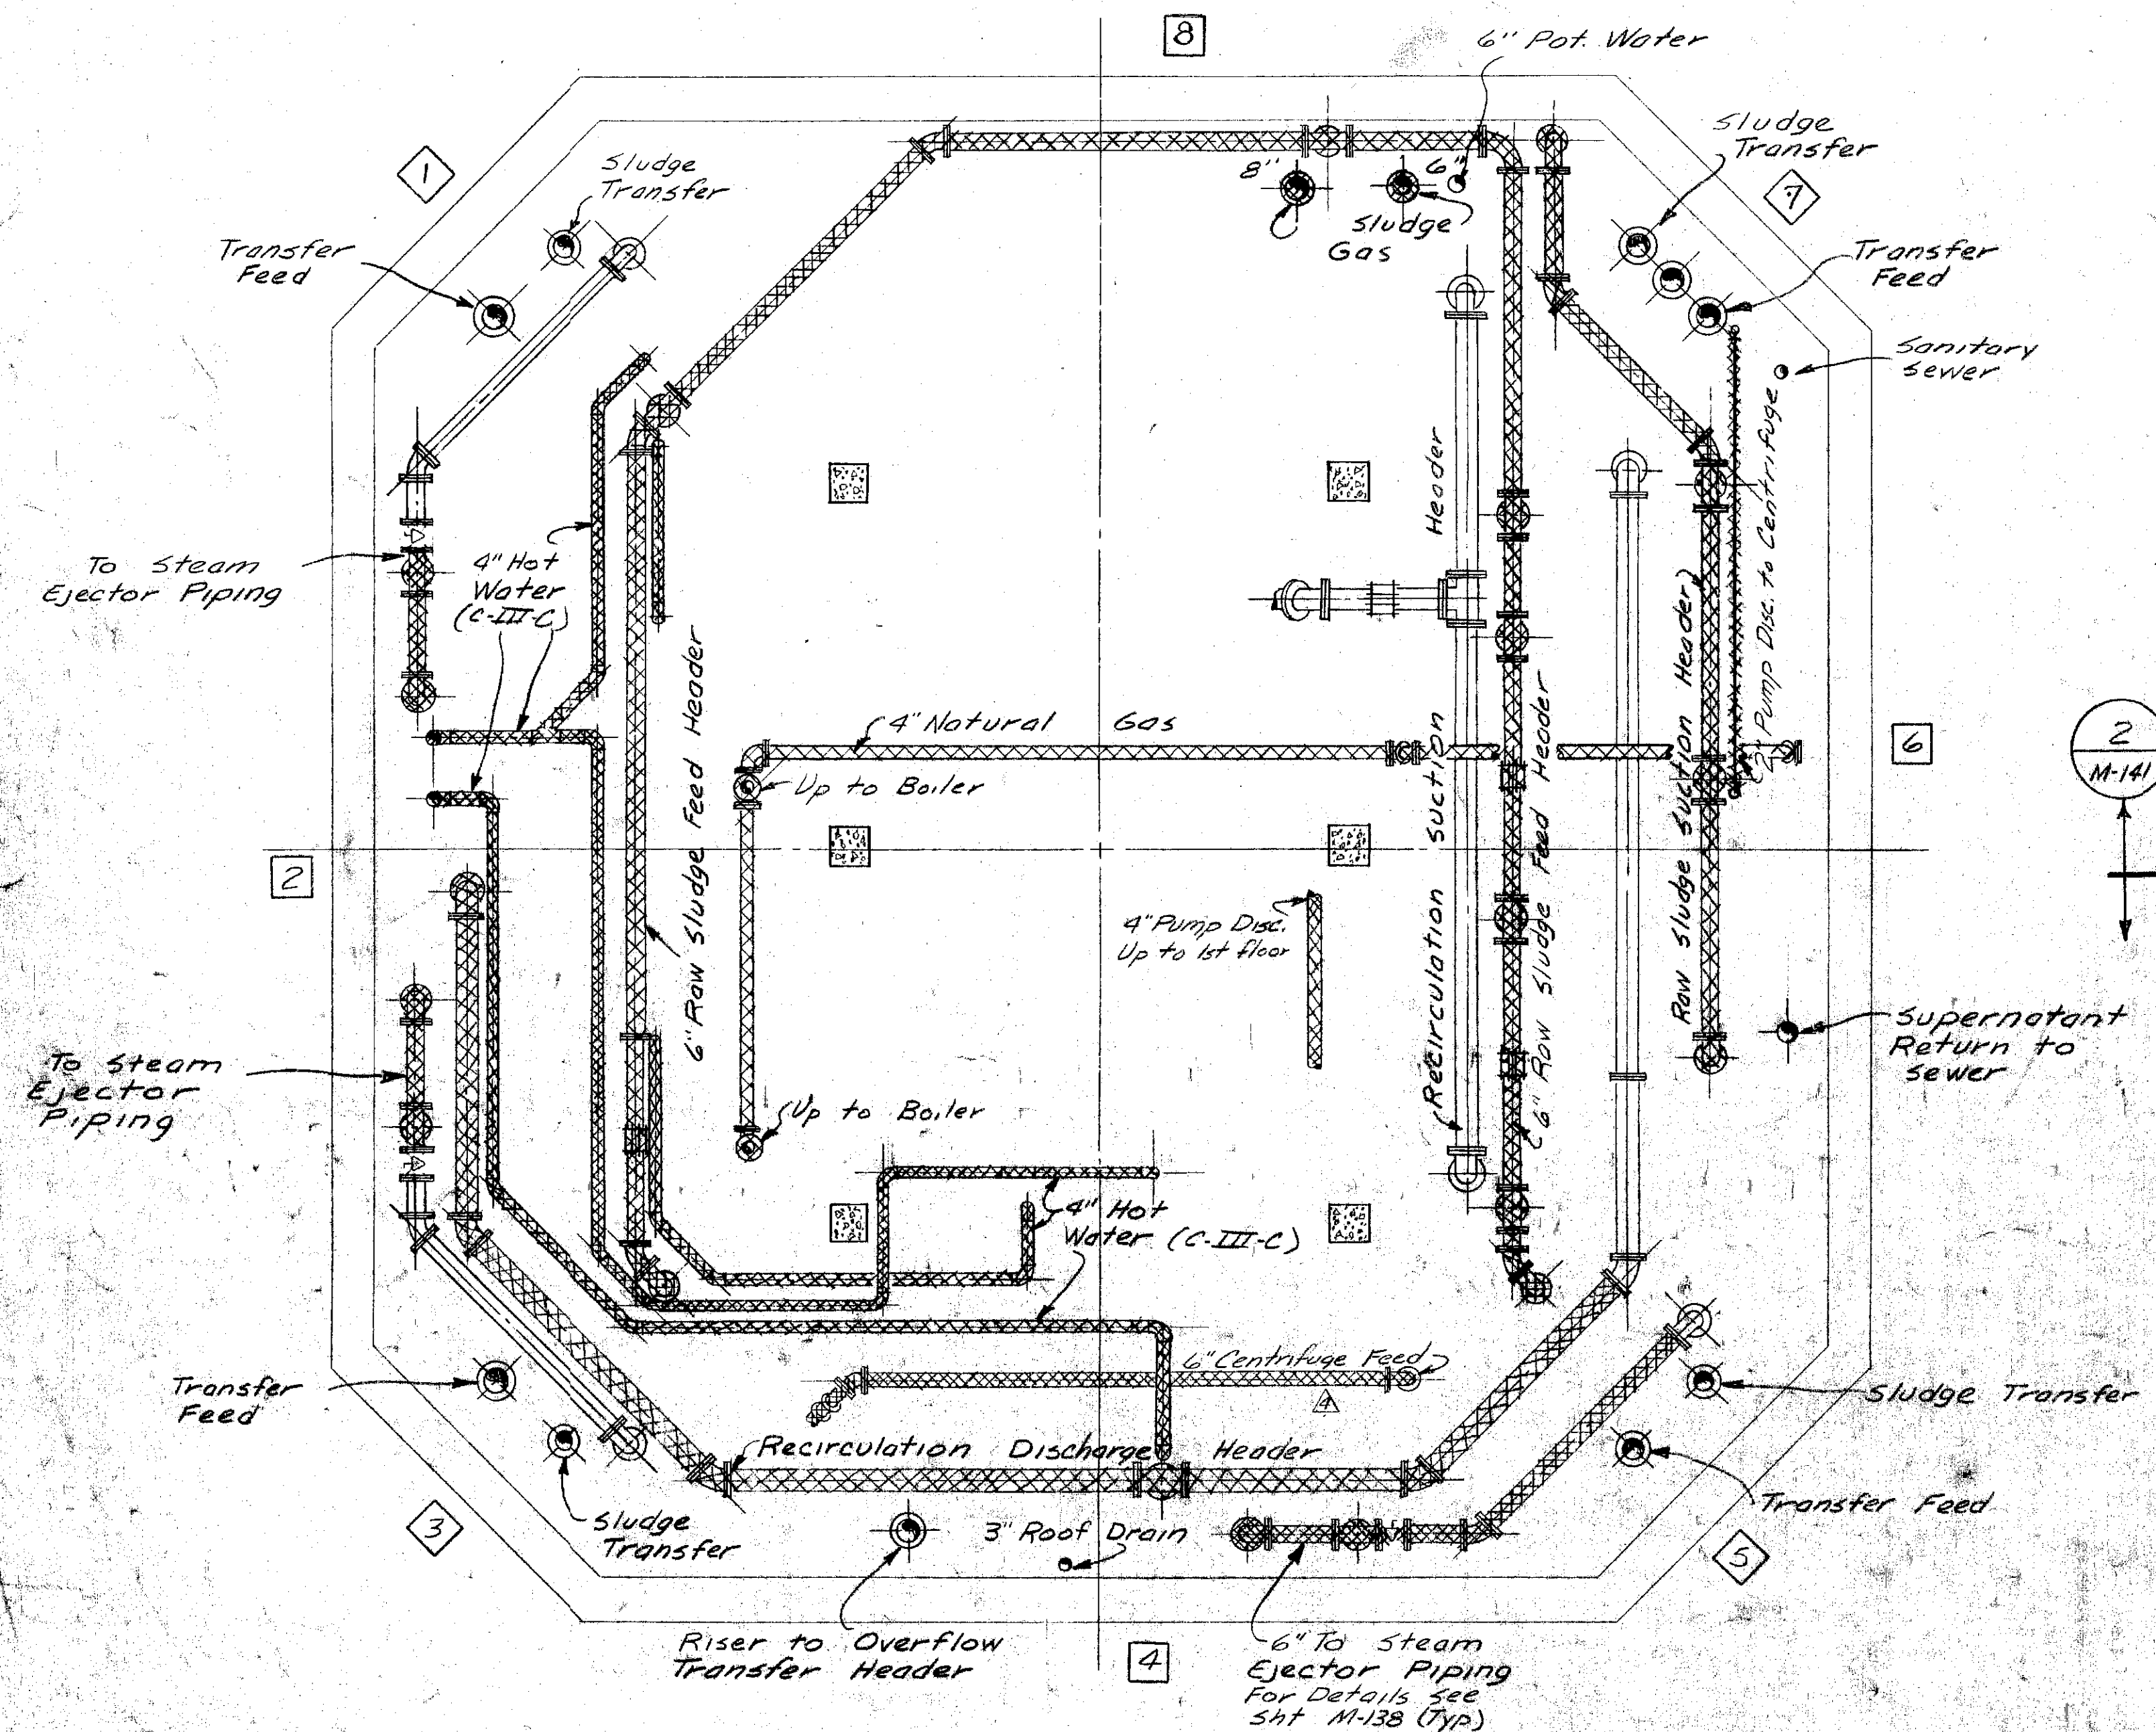 8
6" Pot. Water
1
Sludge
Transfer
8"
6"
Sludge
Gas
Sludge
Transfer
7
Transfer
Feed
Transfer
Feed
Sanitary
Sewer
To Steam
Ejector Piping
4" Hot
Water
(C-III-C)
6" Raw Sludge Feed Header
4" Natural Gas
Up to Boiler
Recirculation Suction Header
6" Raw Sludge Feed Header
Raw Sludge Suction Header
2" Pump Disc. to Centrifuge
6
2
M-141
2
4" Pump Disc.
Up to 1st floor
Supernatant
Return to
Sewer
To Steam
Ejector
Piping
Up to Boiler
4" Hot
Water (C-III-C)
6" Centrifuge Feed
4
Transfer
Feed
Sludge Transfer
Recirculation Discharge Header
Transfer Feed
3
Sludge
Transfer
3" Roof Drain
5
Riser to Overflow
Transfer Header
4
6" To Steam
Ejector Piping
For Details See
Sht M-138 (Typ)